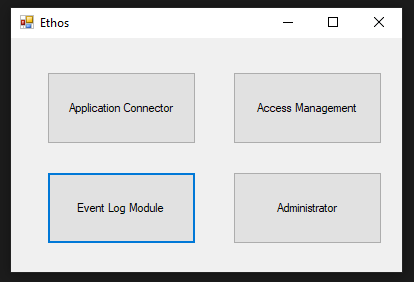 Ethos
Application Connector
Access Management
Event Log Module
Administrator